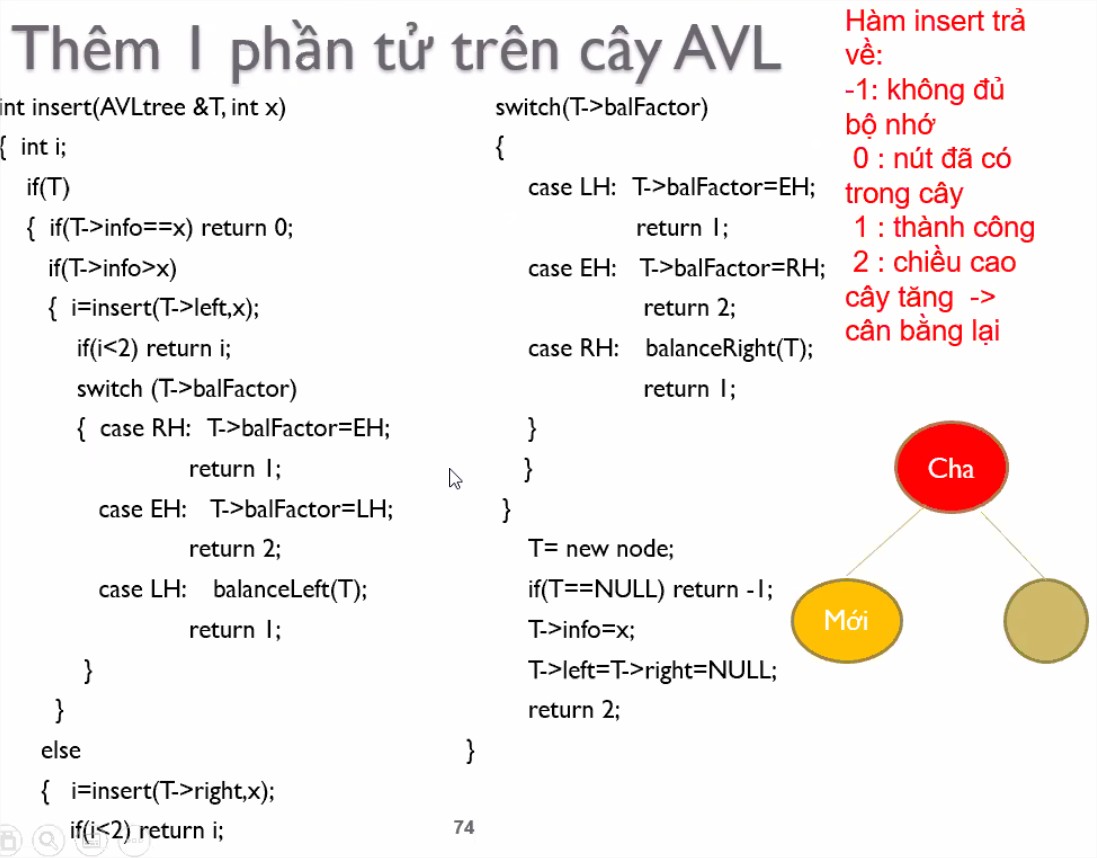 Thêm 1 phần tử trên cây AVL
int insert(AVLtree &T, int x)
{ int i;
if(T)
{ if(T->info==x) return 0;
if(T->info>x)
{ i=insert(T->left,x);
if(i<2) return i;
switch (T->balFactor)
{ case RH: T->balFactor=EH;
return 1;
case EH: T->balFactor=LH;
return 2;
case LH: balanceLeft(T);
return 1;
}
}
else
{ i=insert(T->right,x);
if(i<2) return i;
switch(T->balFactor)
{
case LH: T->balFactor=EH;
return 1;
case EH: T->balFactor=RH;
return 2;
case RH: balanceRight(T);
return 1;
}
}
}
T= new node;
if(T==NULL) return -1;
T->info=x;
T->left=T->right=NULL;
return 2;
}
Hàm insert trả
về:
-1: không đủ
bộ nhớ
0 : nút đã có
trong cây
1 : thành công
2 : chiều cao
cây tăng ->
cân bằng lại
Cha
Mới
74